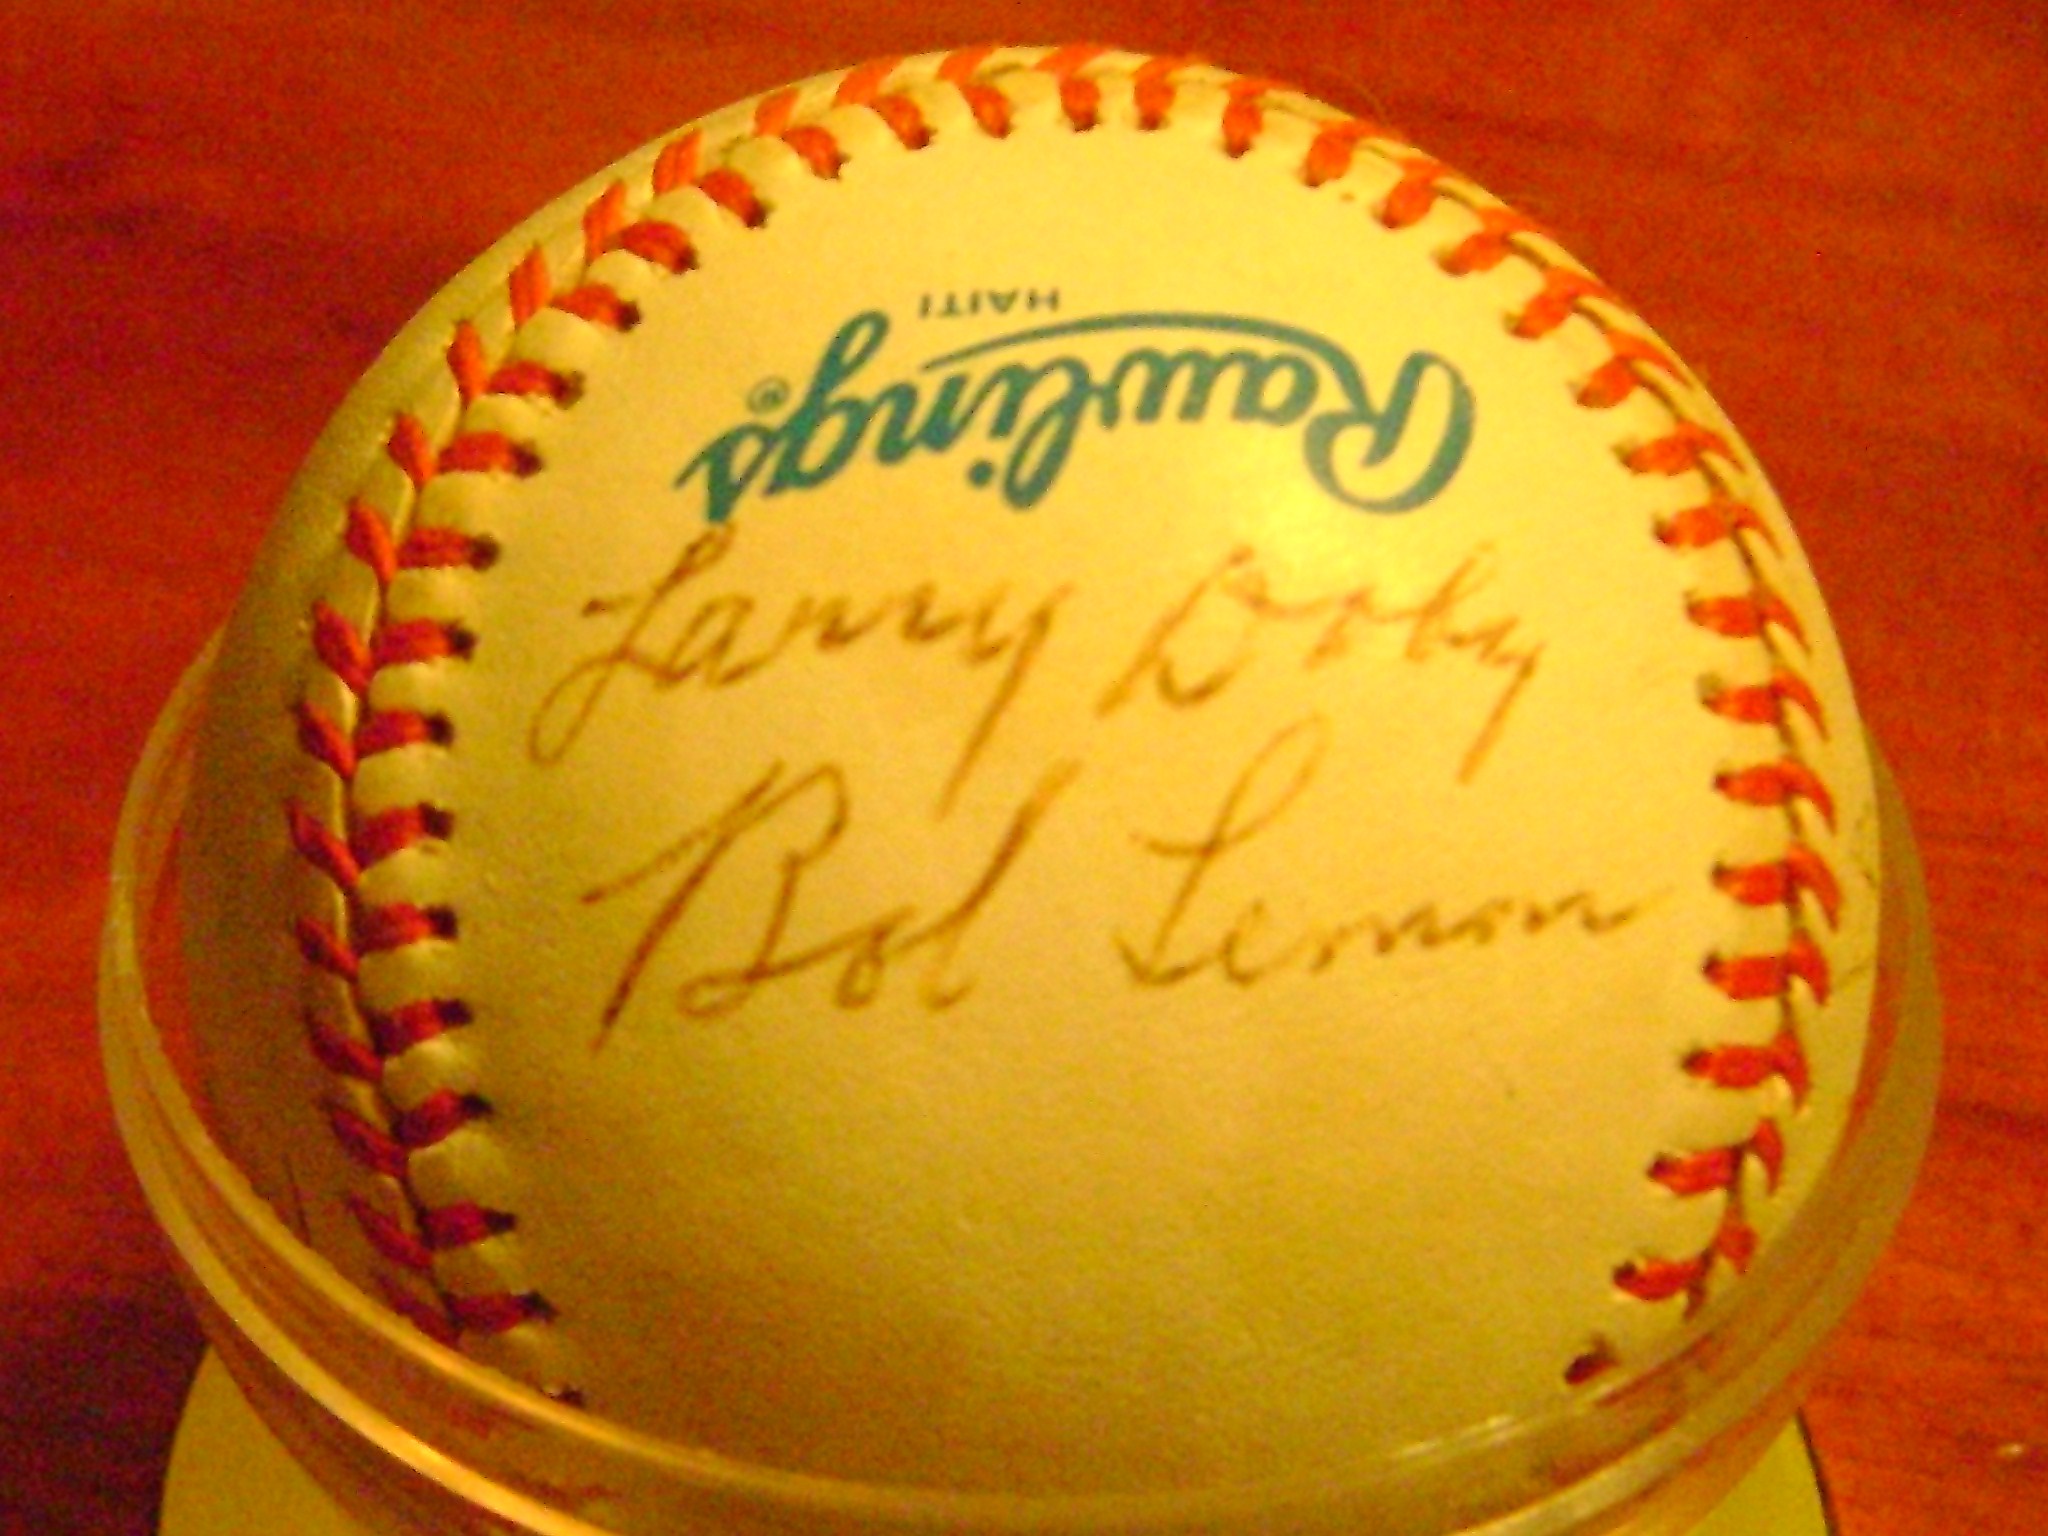 HAITI
Rawlings®
Larry Doby
Bob Lemon